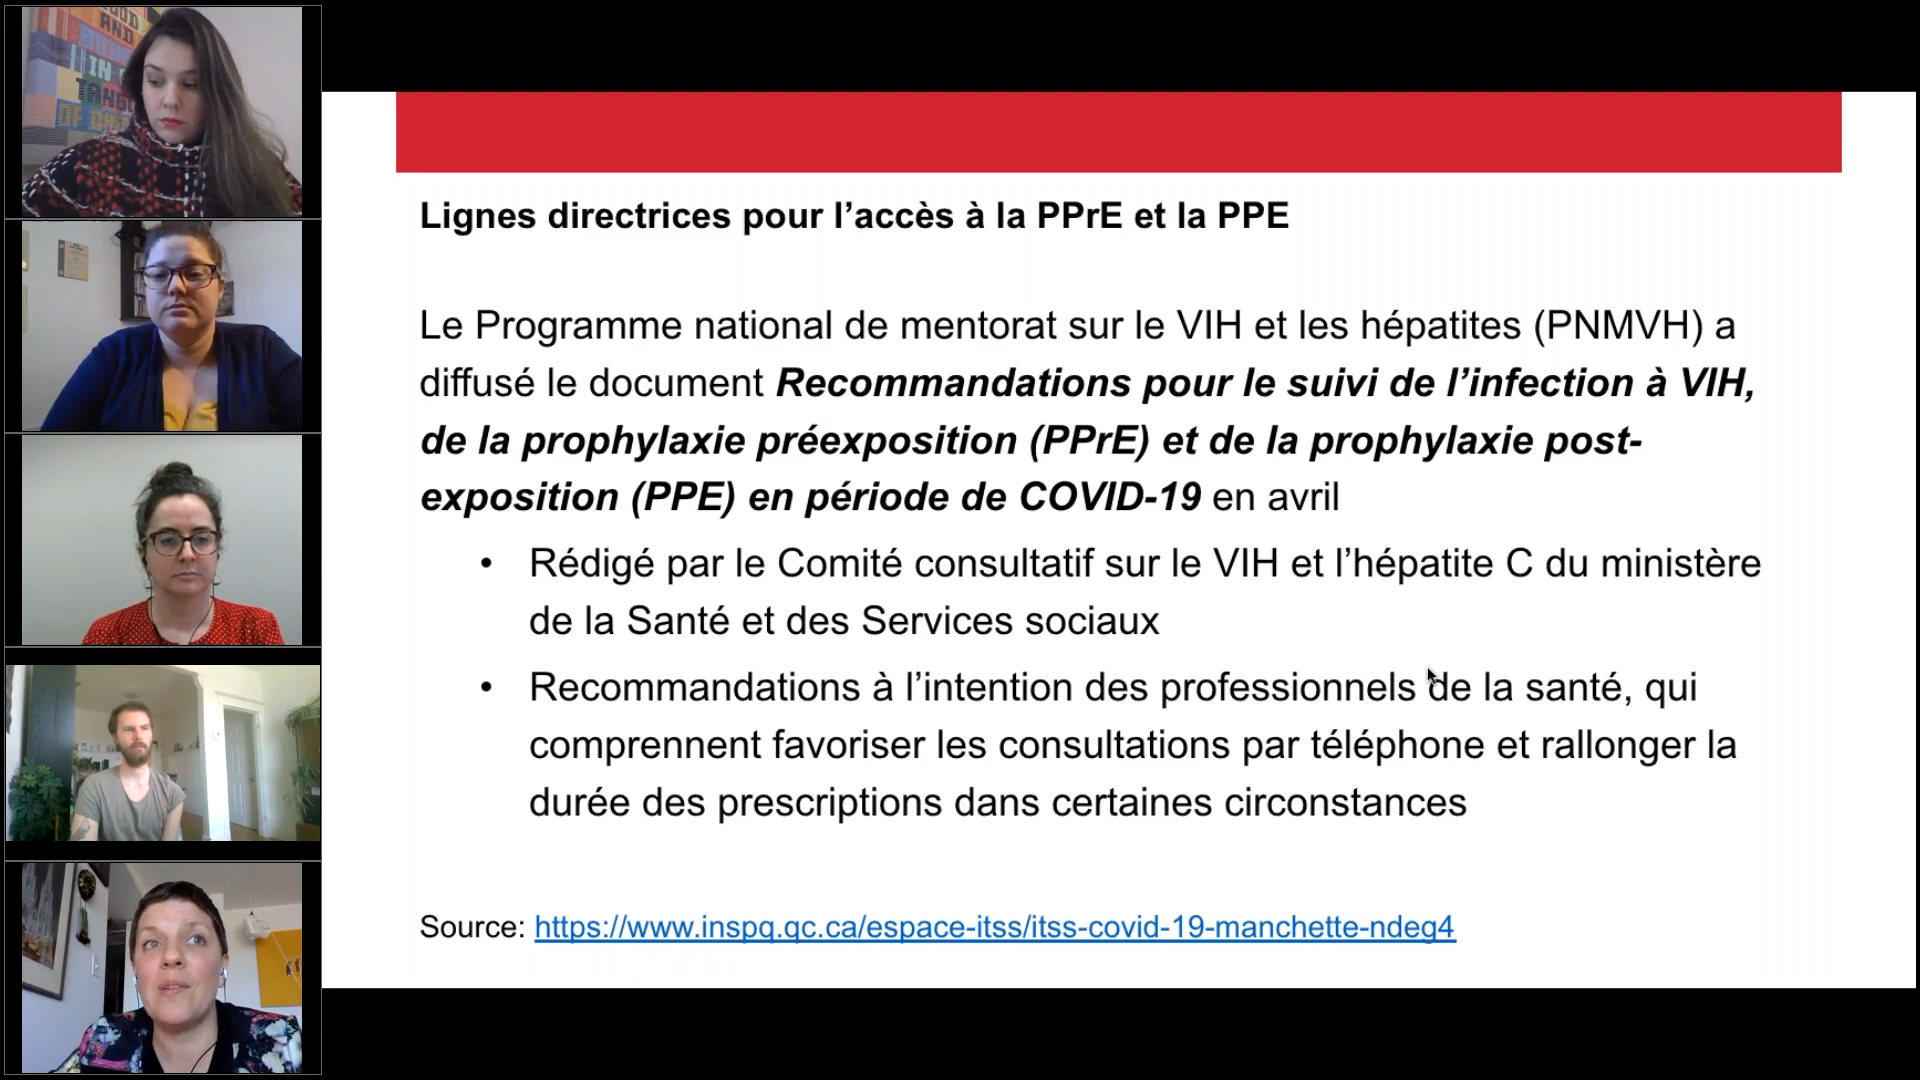 AND
IN
TANG
OF DA
Lignes directrices pour l’accès à la PPrE et la PPE
Le Programme national de mentorat sur le VIH et les hépatites (PNMVH) a
diffusé le document Recommandations pour le suivi de l’infection à VIH,
de la prophylaxie préexposition (PPrE) et de la prophylaxie post-
exposition (PPE) en période de COVID-19 en avril
• Rédigé par le Comité consultatif sur le VIH et l’hépatite C du ministère
de la Santé et des Services sociaux
• Recommandations à l’intention des professionnels de la santé, qui
comprennent favoriser les consultations par téléphone et rallonger la
durée des prescriptions dans certaines circonstances
Source: https://www.inspq.qc.ca/espace-itss/itss-covid-19-manchette-ndeg4